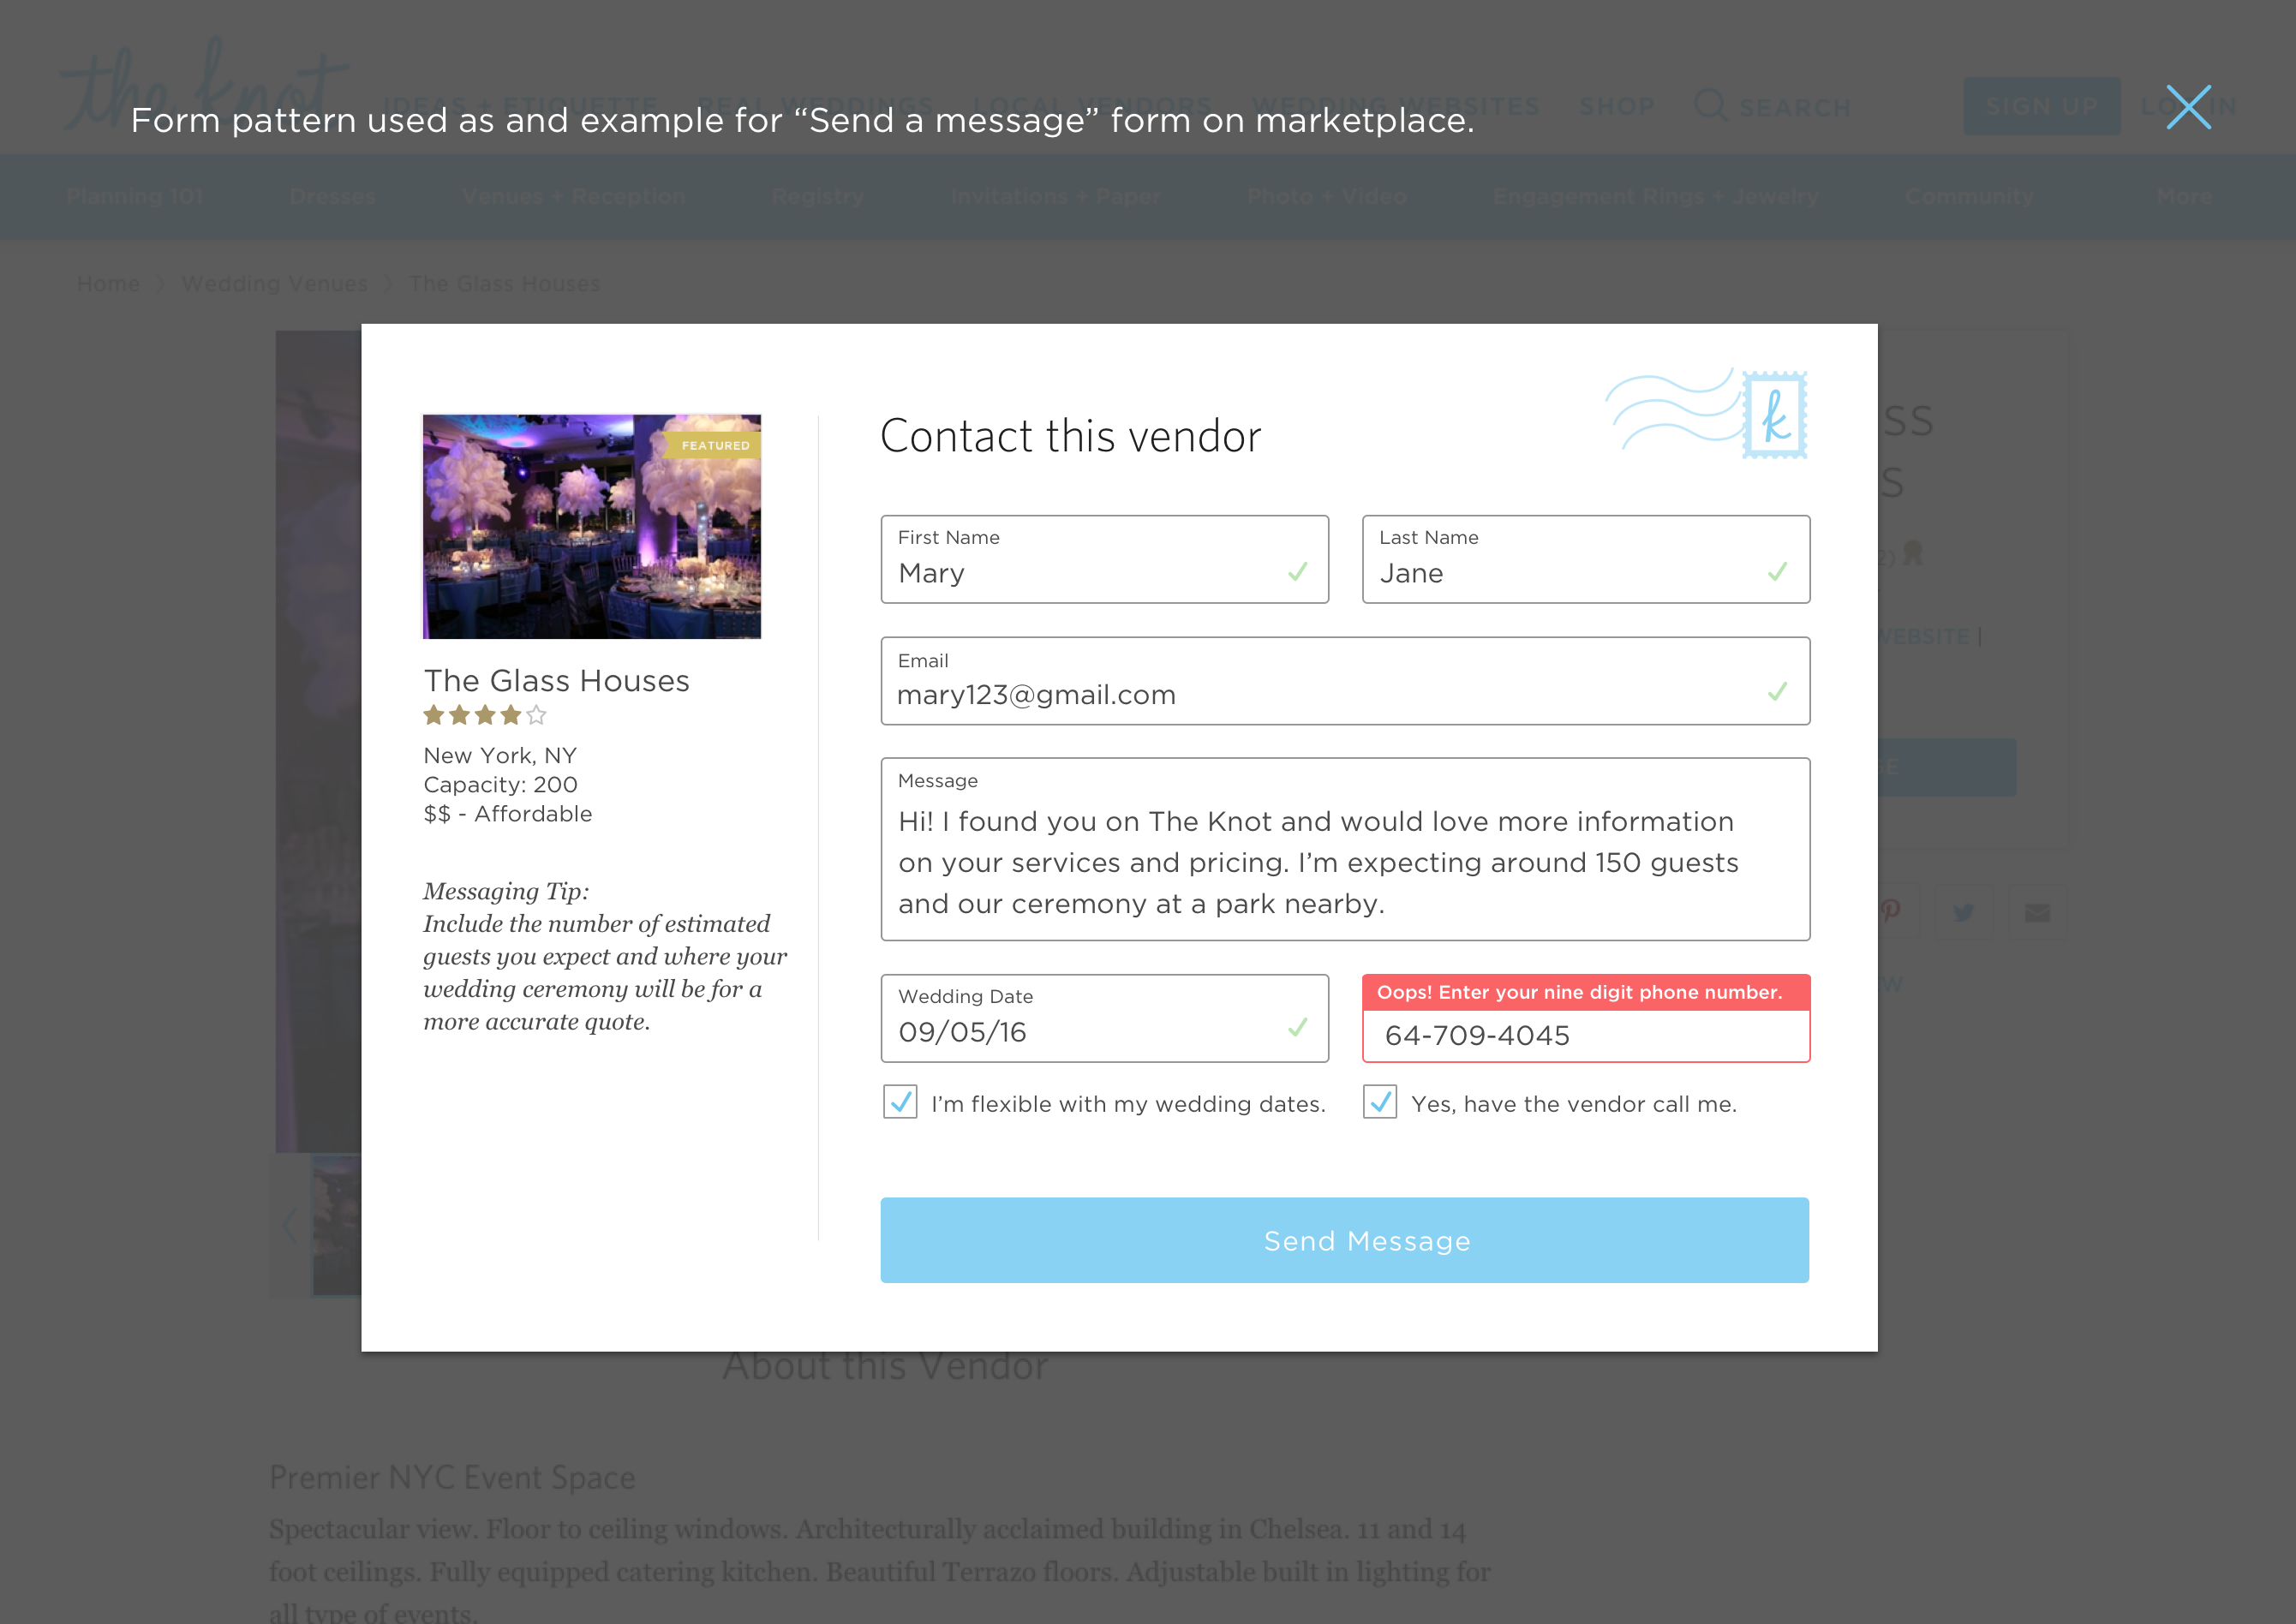 the knot
IDEAS + ETIQUETTE REAL WEDDINGS LOCAL VENDORS WEDDING WEBSITES SHOP SEARCH SIGN UP
Form pattern used as and example for “Send a message” form on marketplace.
Planning 101 Dresses Venues + Reception Registry Invitations + Paper Photo + Video Engagement Rings + Jewelry Community More
Home Wedding Venues The Glass Houses
FEATURED
The Glass Houses
New York, NY
Capacity: 200
$$ - Affordable
Messaging Tip:
Include the number of estimated
guests you expect and where your
wedding ceremony will be for a
more accurate quote.
Contact this vendor
k
First Name
Mary
Last Name
Jane
Email
mary123@gmail.com
Message
Hi! I found you on The Knot and would love more information
on your services and pricing. I’m expecting around 150 guests
and our ceremony at a park nearby.
Wedding Date
09/05/16
Oops! Enter your nine digit phone number.
64-709-4045
I’m flexible with my wedding dates.
Yes, have the vendor call me.
Send Message
WEBSITE |
About this Vendor
Premier NYC Event Space
Spectacular view. Floor to ceiling windows. Architecturally acclaimed building in Chelsea. 11 and 14
foot ceilings. Fully equipped catering kitchen. Beautiful Terrazo floors. Adjustable built in lighting for
all type of events.